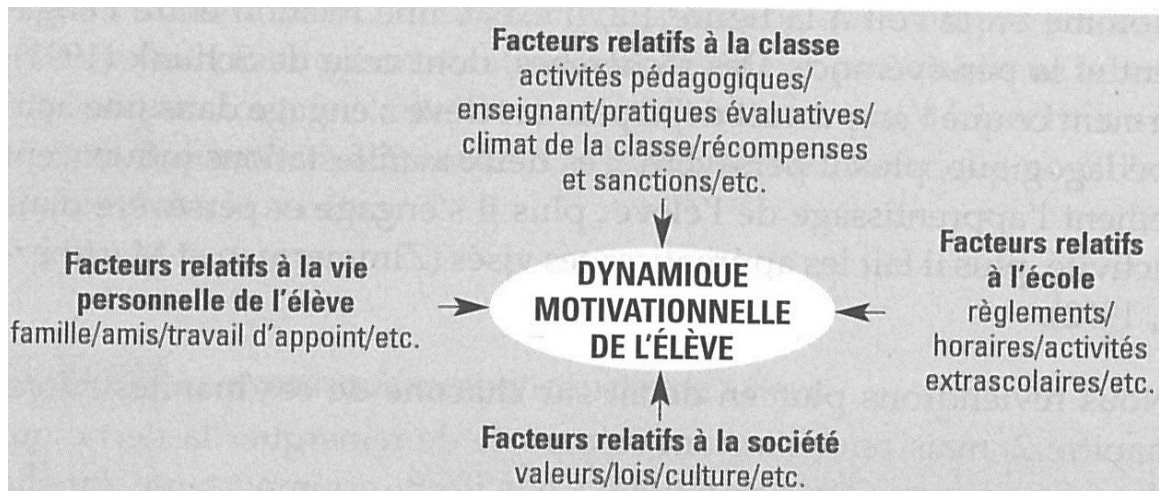 Facteurs relatifs à la classe
activités pédagogiques/
enseignant/pratiques évaluatives/
climat de la classe/récompenses
et sanctions/etc.
Facteurs relatifs à la vie
personnelle de l'élève
famille/amis/travail d'appoint/etc.
DYNAMIQUE
MOTIVATIONNELLE
DE L'ÉLÈVE
Facteurs relatifs
à l'école
règlements/
horaires/activités
extrascolaires/etc.
Facteurs relatifs à la société
valeurs/lois/culture/etc.